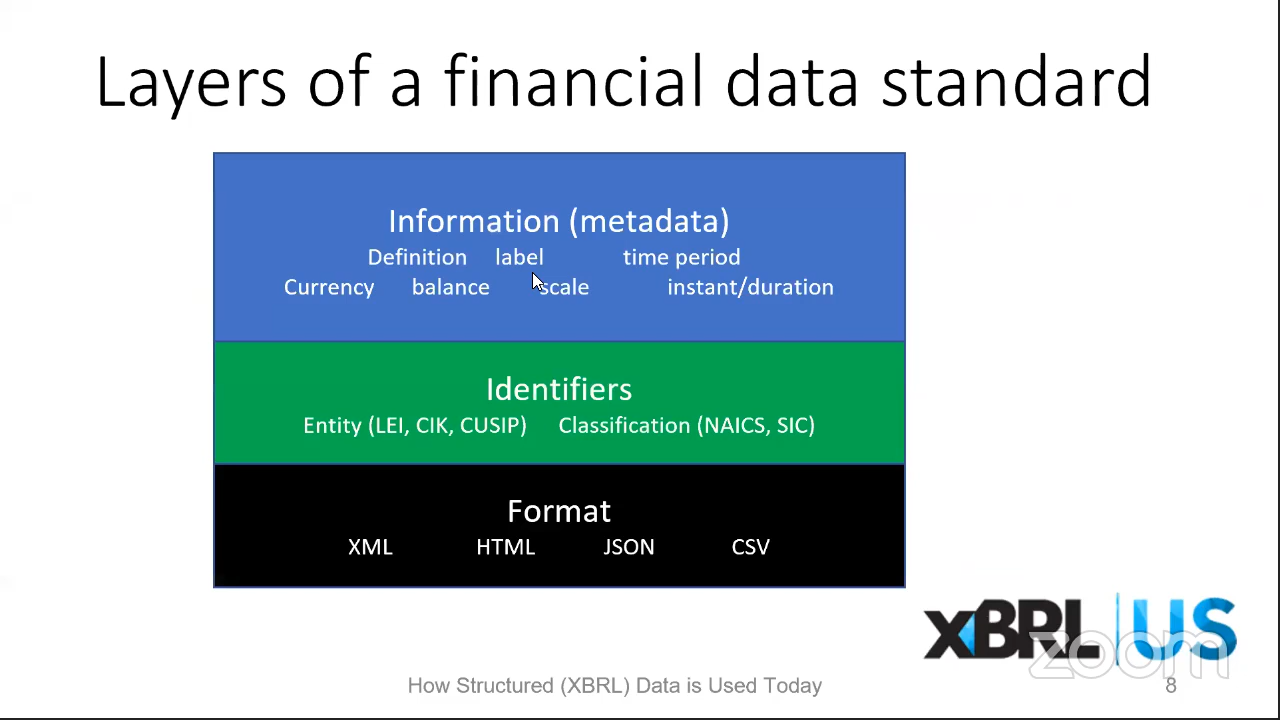 Layers of a financial data standard
Information (metadata)
Definition label time period
Currency balance scale instant/duration
Identifiers
Entity (LEI, CIK, CUSIP) Classification (NAICS, SIC)
Format
XML HTML JSON CSV
XBRL US
zoom
How Structured (XBRL) Data is Used Today 8